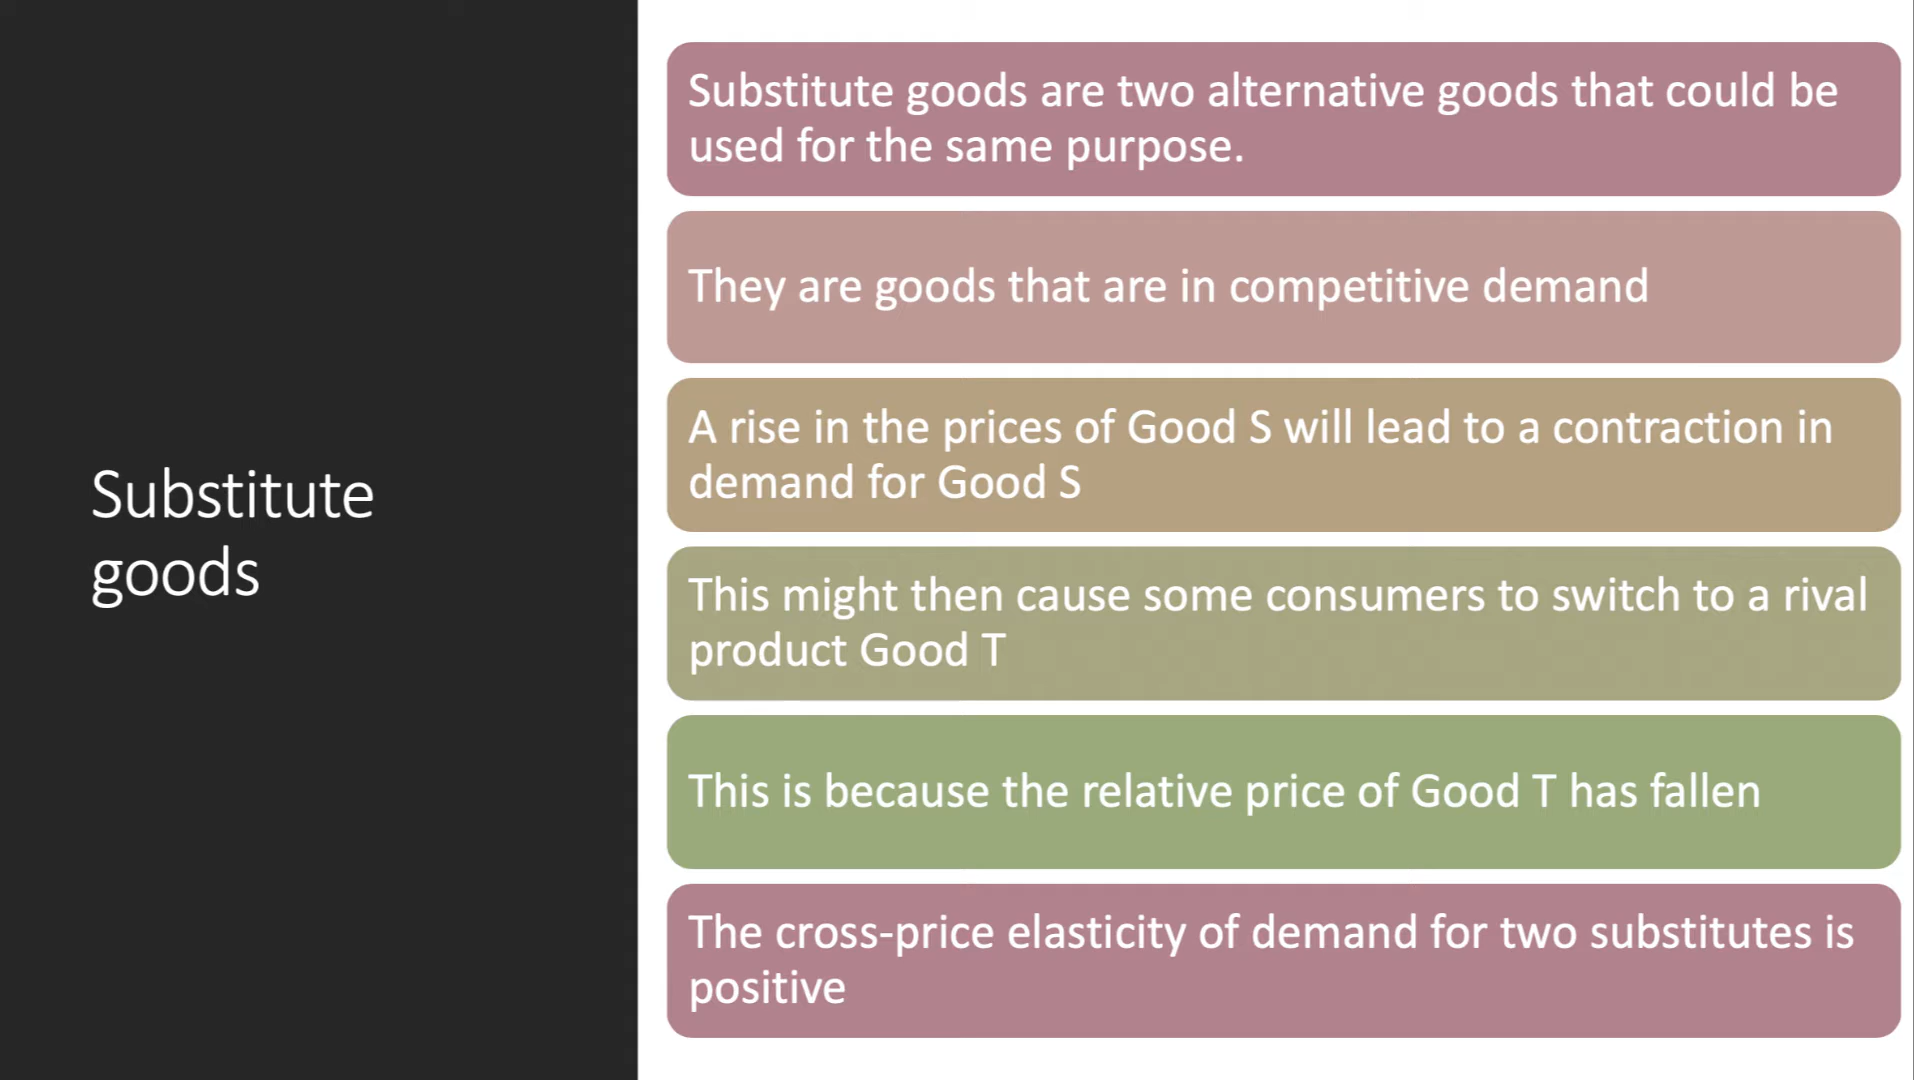 Substitute
goods
Substitute goods are two alternative goods that could be
used for the same purpose.
They are goods that are in competitive demand
A rise in the prices of Good S will lead to a contraction in
demand for Good S
This might then cause some consumers to switch to a rival
product Good T
This is because the relative price of Good T has fallen
The cross-price elasticity of demand for two substitutes is
positive